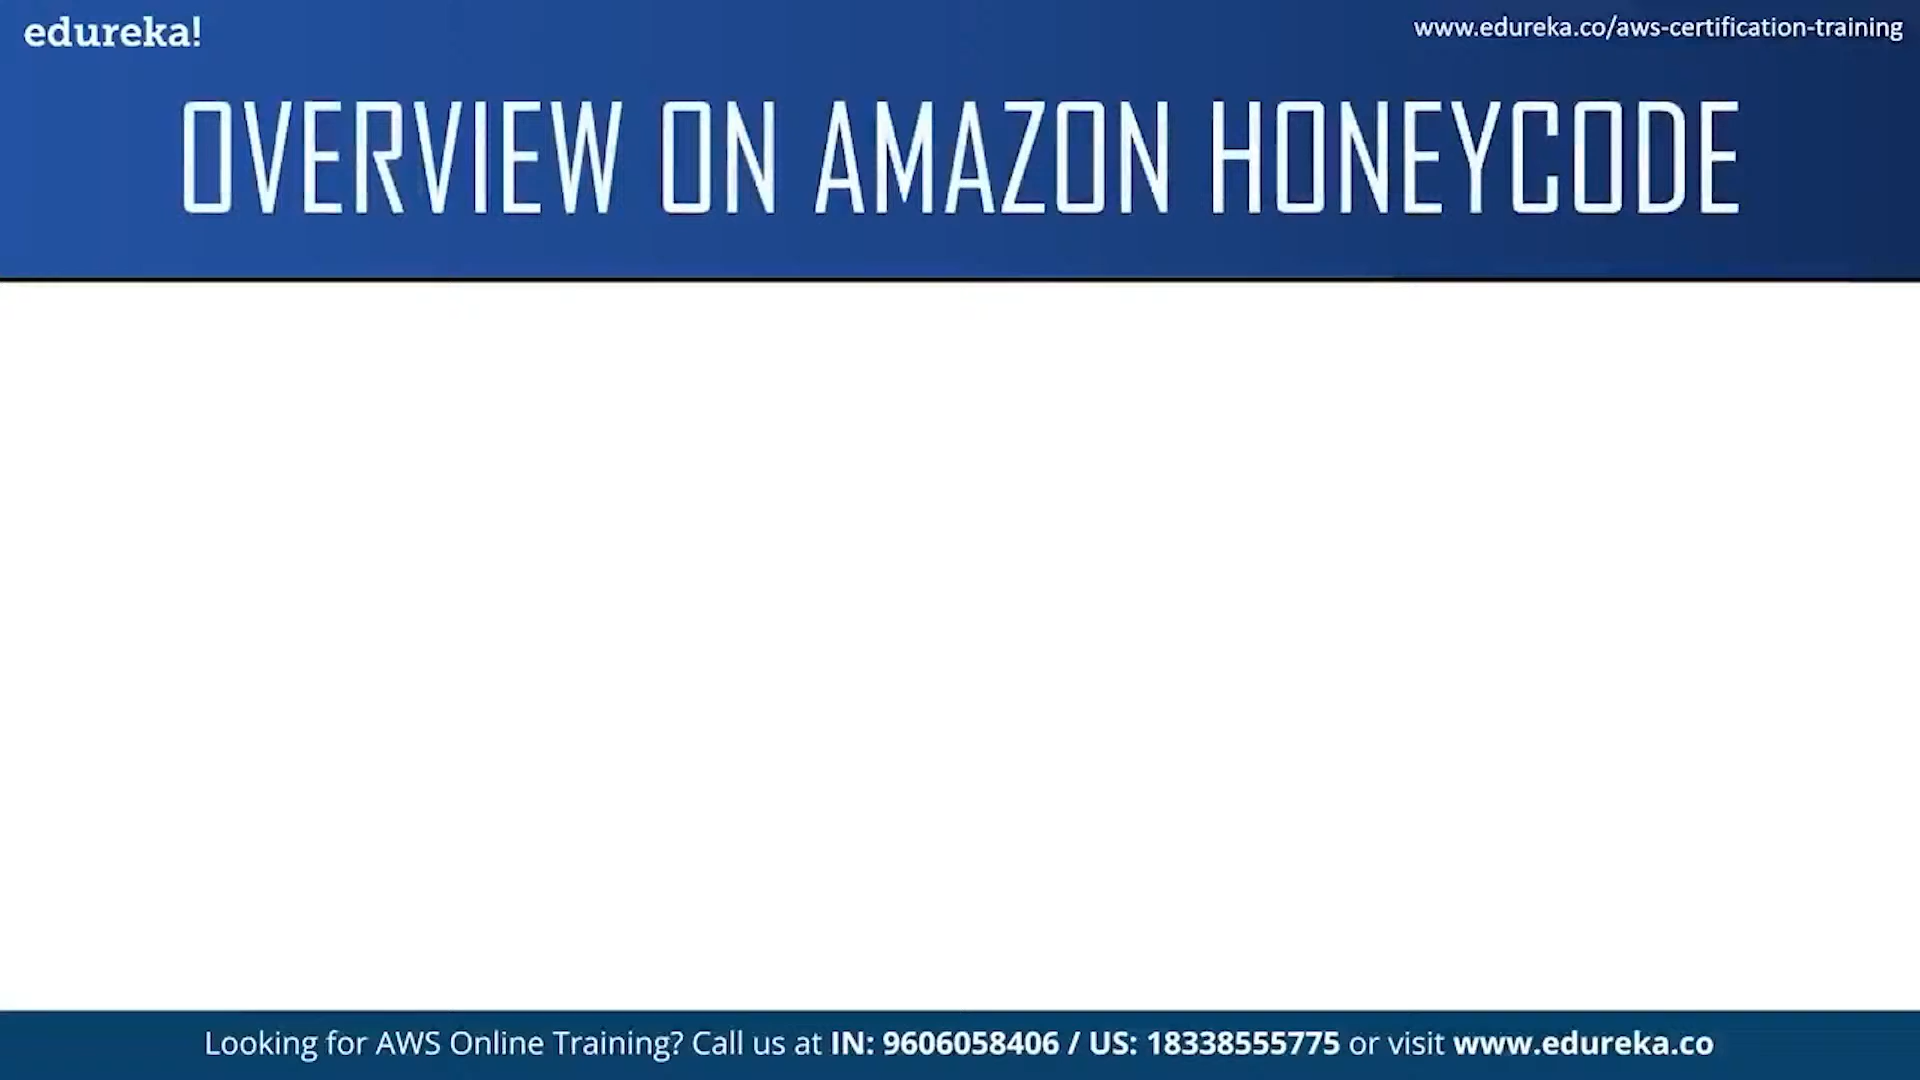 edureka!
www.edureka.co/aws-certification-training
OVERVIEW ON AMAZON HONEYCODE
Looking for AWS Online Training? Call us at IN: 9606058406 / US: 18338555775 or visit www.edureka.co